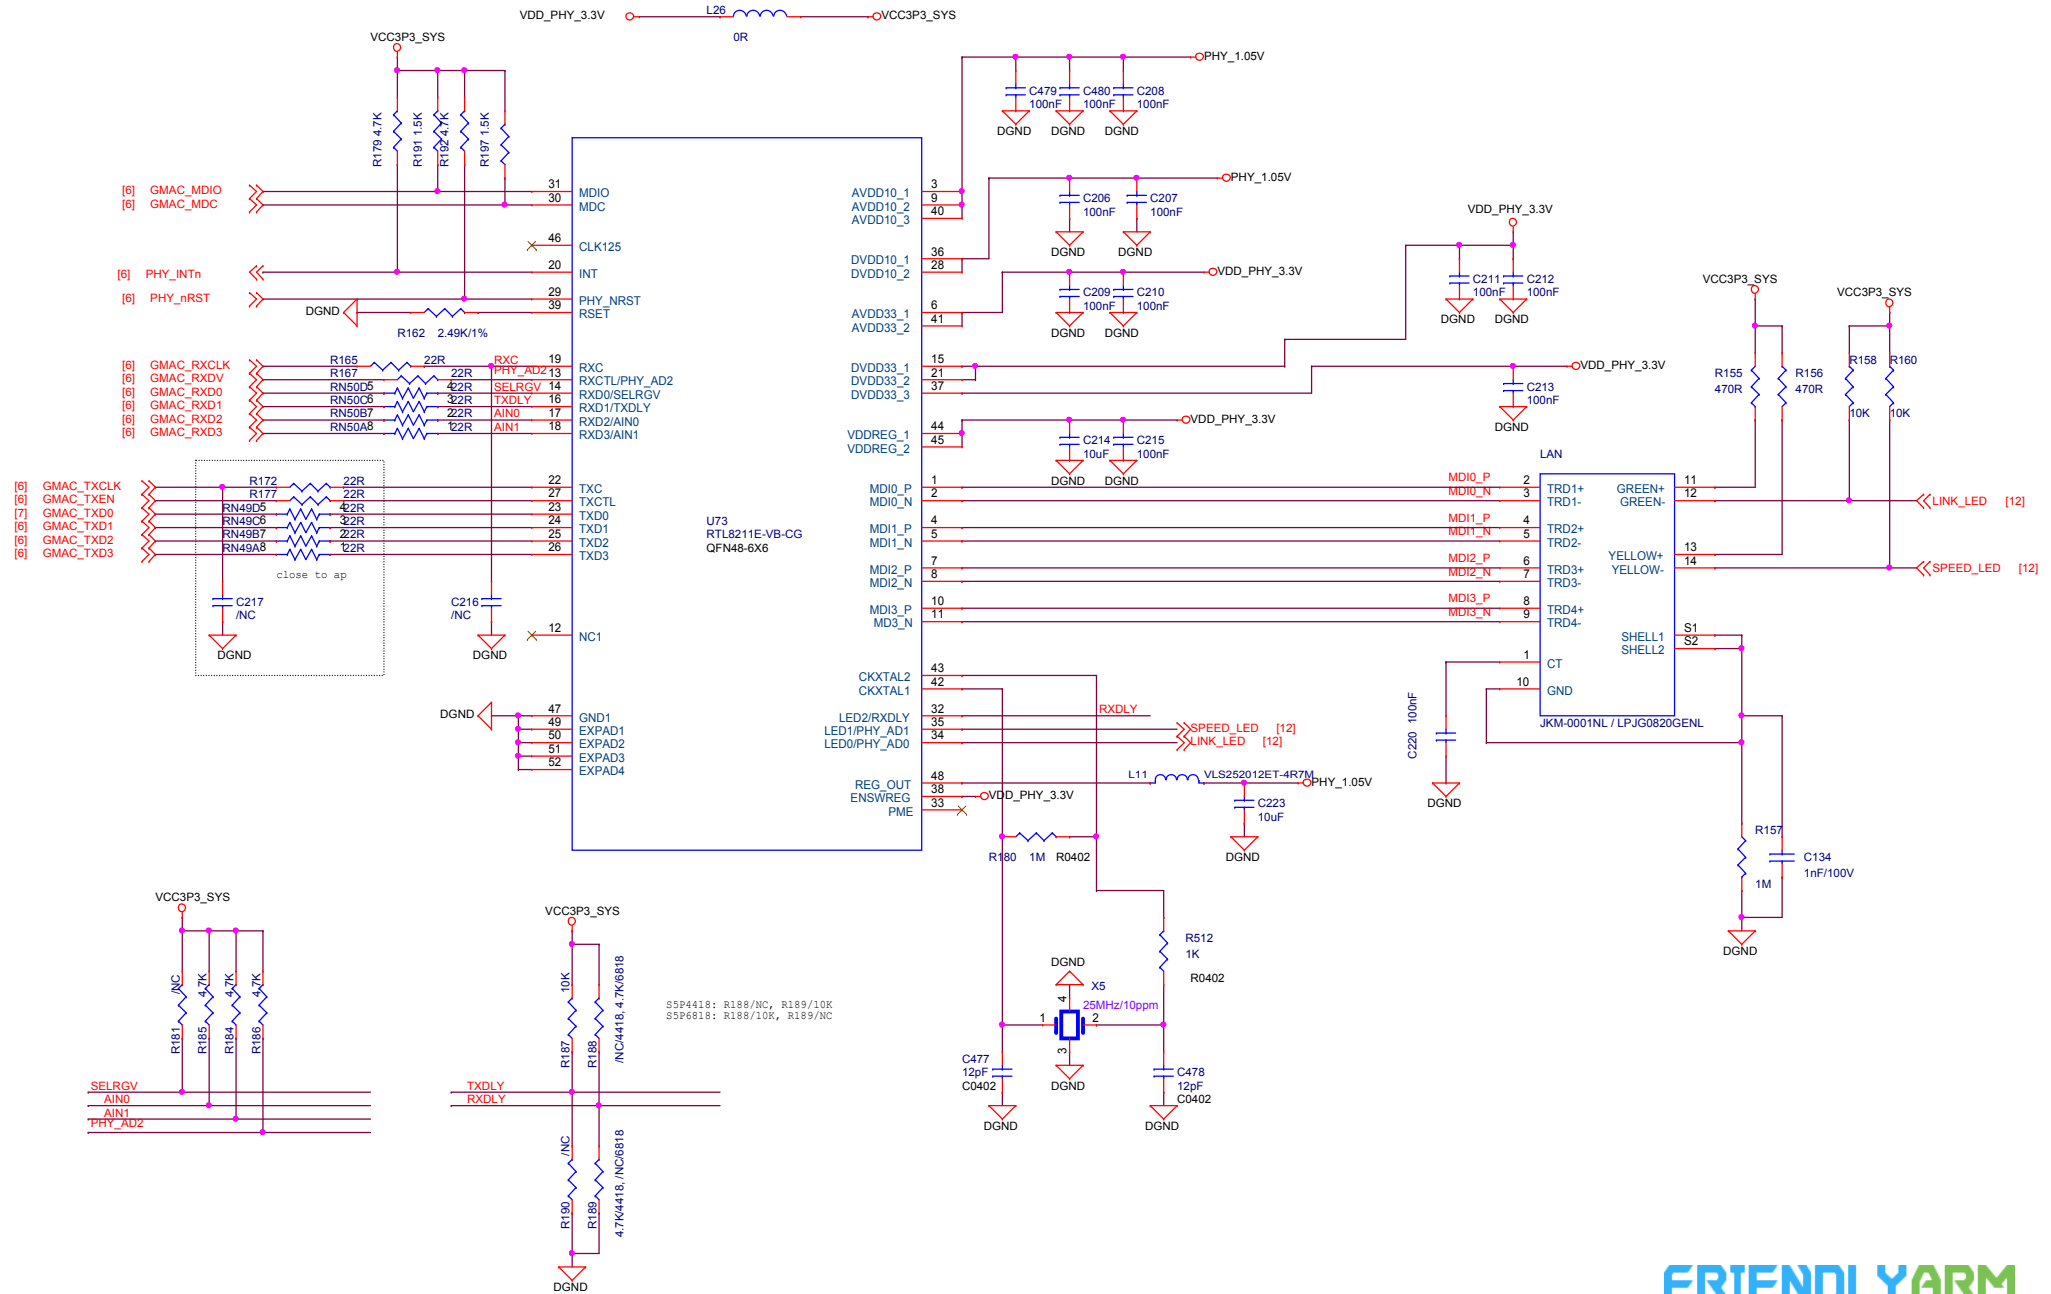 VDD_PHY_3.3V L26 0R VCC3P3_SYS
VCC3P3_SYS
R179 4.7K
R191 1.5K
R192 4.7K
R197 1.5K
PHY_1.05V
C479 100nF
C480 100nF
C208 100nF
DGND DGND DGND
[6] GMAC_MDIO 31 MDIO
[6] GMAC_MDC 30 MDC
46 CLK125
[6] PHY_INTn 20 INT
[6] PHY_nRST 29 PHY_NRST
DGND R162 2.49K/1% 39 RSET
[6] GMAC_RXCLK R165 22R RXC 19 RXC
[6] GMAC_RXDV R167 22R PHY_AD2 13 RXCTL/PHY_AD2
[6] GMAC_RXD0 RN50D 5 4 22R SELRGV 14 RXD0/SELRGV
[6] GMAC_RXD1 RN50C 6 3 22R TXDLY 16 RXD1/TXDLY
[6] GMAC_RXD2 RN50B 7 2 22R AIN0 17 RXD2/AIN0
[6] GMAC_RXD3 RN50A 8 1 22R AIN1 18 RXD3/AIN1
[6] GMAC_TXCLK R172 22R 22 TXC
[6] GMAC_TXEN R177 22R 27 TXCTL
[7] GMAC_TXD0 RN49D 5 4 22R 23 TXD0
[6] GMAC_TXD1 RN49C 6 3 22R 24 TXD1
[6] GMAC_TXD2 RN49B 7 2 22R 25 TXD2
[6] GMAC_TXD3 RN49A 8 1 22R 26 TXD3
close to ap
C217 /NC
DGND
C216 /NC
DGND
12 NC1
DGND 47 GND1
49 EXPAD1
50 EXPAD2
51 EXPAD3
52 EXPAD4
U73
RTL8211E-VB-CG
QFN48-6X6
AVDD10_1 3
AVDD10_2 9
AVDD10_3 40
PHY_1.05V
C206 100nF
C207 100nF
DGND DGND
DVDD10_1 36
DVDD10_2 28
VDD_PHY_3.3V
C209 100nF
C210 100nF
DGND DGND
AVDD33_1 6
AVDD33_2 41
VDD_PHY_3.3V
C211 100nF
C212 100nF
DGND DGND
DVDD33_1 15
DVDD33_2 21
DVDD33_3 37
VDD_PHY_3.3V
C213 100nF
DGND
VDDREG_1 44
VDDREG_2 45
VDD_PHY_3.3V
C214 10uF
C215 100nF
DGND DGND
MDI0_P 1 MDI0_P 2 TRD1+
MDI0_N 2 MDI0_N 3 TRD1-
MDI1_P 4 MDI1_P 4 TRD2+
MDI1_N 5 MDI1_N 5 TRD2-
MDI2_P 7 MDI2_P 6 TRD3+
MDI2_N 8 MDI2_N 7 TRD3-
MDI3_P 10 MDI3_P 8 TRD4+
MD3_N 11 MDI3_N 9 TRD4-
CKXTAL2 43
CKXTAL1 42
LED2/RXDLY 32 RXDLY
LED1/PHY_AD1 35 SPEED_LED [12]
LED0/PHY_AD0 34 LINK_LED [12]
REG_OUT 48 L11 VLS252012ET-4R7M PHY_1.05V
ENSWREG 38 VDD_PHY_3.3V
PME 33
C223 10uF
DGND
R180 1M R0402
R512
1K
R0402
DGND
X5
25MHz/10ppm
4
1 2
3
DGND
C477
12pF
C0402
DGND
C478
12pF
C0402
DGND
VCC3P3_SYS VCC3P3_SYS
R155 470R
R156 470R
R158 10K
R160 10K
LAN
GREEN+ 11
GREEN- 12 LINK_LED [12]
YELLOW+ 13
YELLOW- 14 SPEED_LED [12]
SHELL1 S1
SHELL2 S2
1 CT
10 GND
JKM-0001NL / LPJG0820GENL
C220 100nF
DGND
R157
1M
C134
1nF/100V
DGND
VCC3P3_SYS
R181 /NC
R185 4.7K
R184 4.7K
R186 4.7K
SELRGV
AIN0
AIN1
PHY_AD2
VCC3P3_SYS
R187 10K
R188 /NC/4418, 4.7K/6818
S5P4418: R188/NC, R189/10K
S5P6818: R188/10K, R189/NC
TXDLY
RXDLY
R190 /NC
R189 4.7K/4418, /NC/6818
DGND
FRIENDLYARM